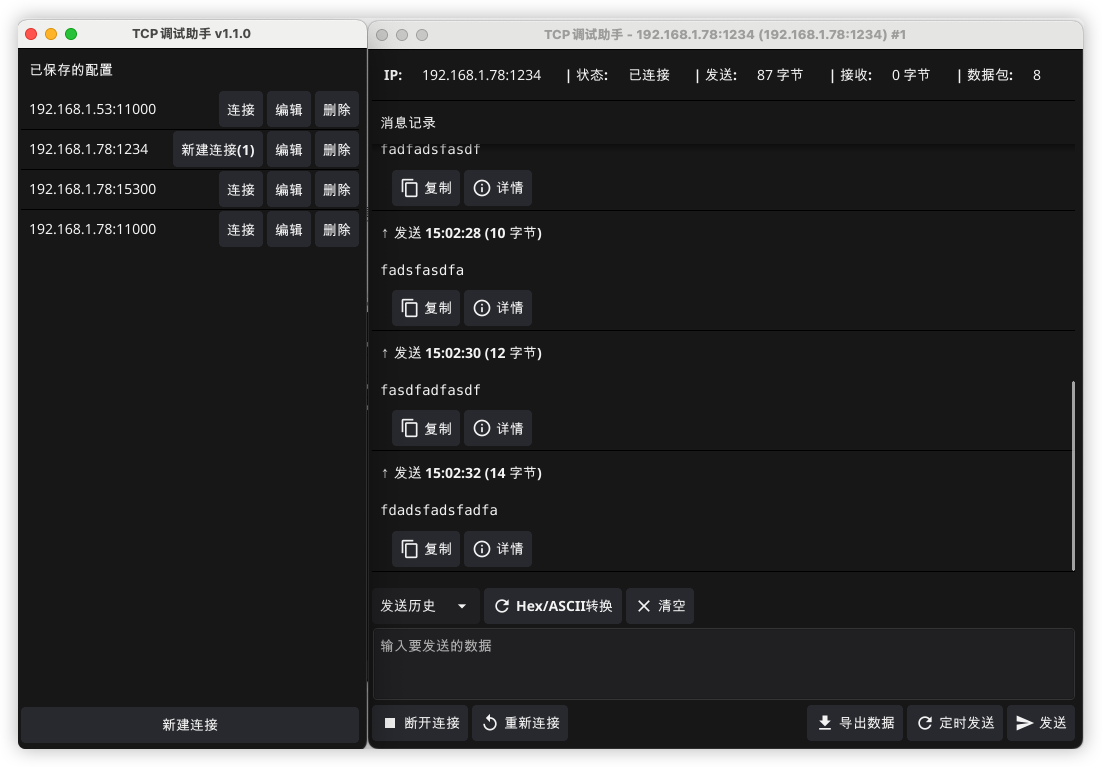 TCP调试助手 v1.1.0
已保存的配置
192.168.1.53:11000 连接 编辑 删除
192.168.1.78:1234 新建连接(1) 编辑 删除
192.168.1.78:15300 连接 编辑 删除
192.168.1.78:11000 连接 编辑 删除
新建连接
TCP调试助手 - 192.168.1.78:1234 (192.168.1.78:1234) #1
IP: 192.168.1.78:1234 | 状态: 已连接 | 发送: 87 字节 | 接收: 0 字节 | 数据包: 8
消息记录
fadfadsfasdf
复制 详情
↑ 发送 15:02:28 (10 字节)
fadsfasdfa
复制 详情
↑ 发送 15:02:30 (12 字节)
fasdfadfasdf
复制 详情
↑ 发送 15:02:32 (14 字节)
fdadsfadsfadfa
复制 详情
发送历史 Hex/ASCII转换 清空
输入要发送的数据
断开连接 重新连接 导出数据 定时发送 发送